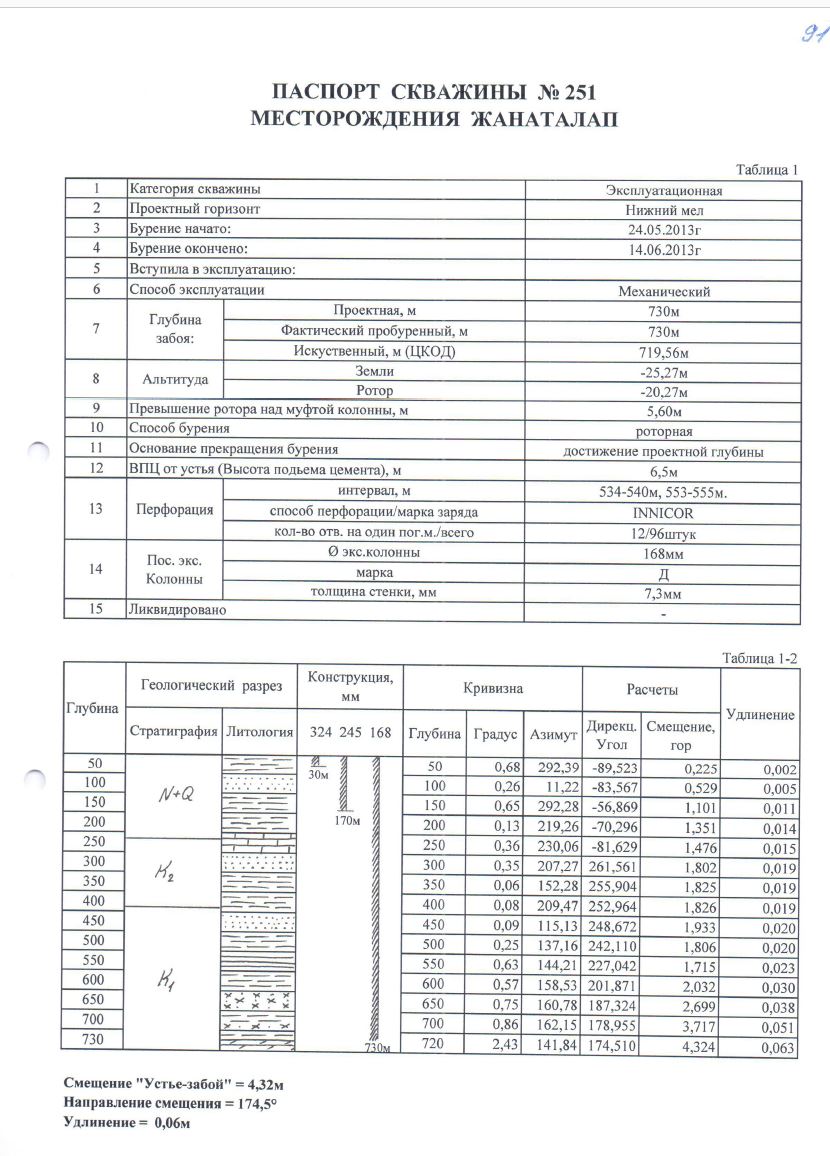 91
ПАСПОРТ СКВАЖИНЫ № 251
МЕСТОРОЖДЕНИЯ ЖАНАТАЛАП
Таблица 1
1 Категория скважины Эксплуатационная
2 Проектный горизонт Нижний мел
3 Бурение начато: 24.05.2013г
4 Бурение окончено: 14.06.2013г
5 Вступила в эксплуатацию:
6 Способ эксплуатации Механический
7 Глубина забоя: Проектная, м 730м
Фактический пробуренный, м 730м
Искуственный, м (ЦКОД) 719,56м
8 Альтитуда Земли -25,27м
Ротор -20,27м
9 Превышение ротора над муфтой колонны, м 5,60м
10 Способ бурения роторная
11 Основание прекращения бурения достижение проектной глубины
12 ВПЦ от устья (Высота подьема цемента), м 6,5м
13 Перфорация интервал, м 534-540м, 553-555м.
способ перфорации/марка заряда INNICOR
кол-во отв. на один пог.м./всего 12/96штук
14 Пос. экс. Колонны Ø экс.колонны 168мм
марка Д
толщина стенки, мм 7,3мм
15 Ликвидировано -
Таблица 1-2
Глубина Геологический разрез Конструкция, мм Кривизна Расчеты Удлинение
Стратиграфия Литология 324 245 168 Глубина Градус Азимут Дирекц. Угол Смещение, гор
50 50 0,68 292,39 -89,523 0,225 0,002
100 N+Q 30м 100 0,26 11,22 -83,567 0,529 0,005
150 150 0,65 292,28 -56,869 1,101 0,011
200 170м 200 0,13 219,26 -70,296 1,351 0,014
250 250 0,36 230,06 -81,629 1,476 0,015
300 K2 300 0,35 207,27 261,561 1,802 0,019
350 350 0,06 152,28 255,904 1,825 0,019
400 400 0,08 209,47 252,964 1,826 0,019
450 450 0,09 115,13 248,672 1,933 0,020
500 500 0,25 137,16 242,110 1,806 0,020
550 550 0,63 144,21 227,042 1,715 0,023
600 K1 600 0,57 158,53 201,871 2,032 0,030
650 650 0,75 160,78 187,324 2,699 0,038
700 700 0,86 162,15 178,955 3,717 0,051
730 730м 720 2,43 141,84 174,510 4,324 0,063
Смещение "Устье-забой" = 4,32м
Направление смещения = 174,5°
Удлинение = 0,06м